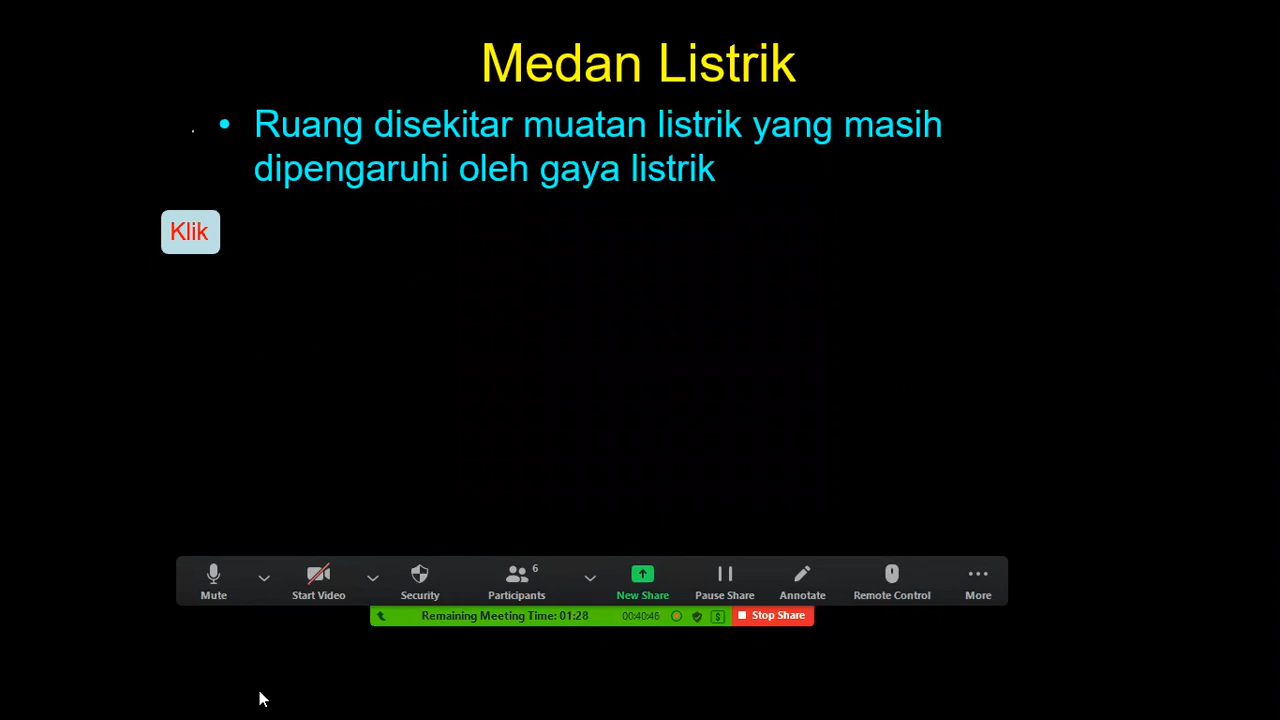 Medan Listrik
• Ruang disekitar muatan listrik yang masih
dipengaruhi oleh gaya listrik
Klik
6
Mute Start Video Security Participants New Share Pause Share Annotate Remote Control More
Remaining Meeting Time: 01:28 00:40:46 $ Stop Share